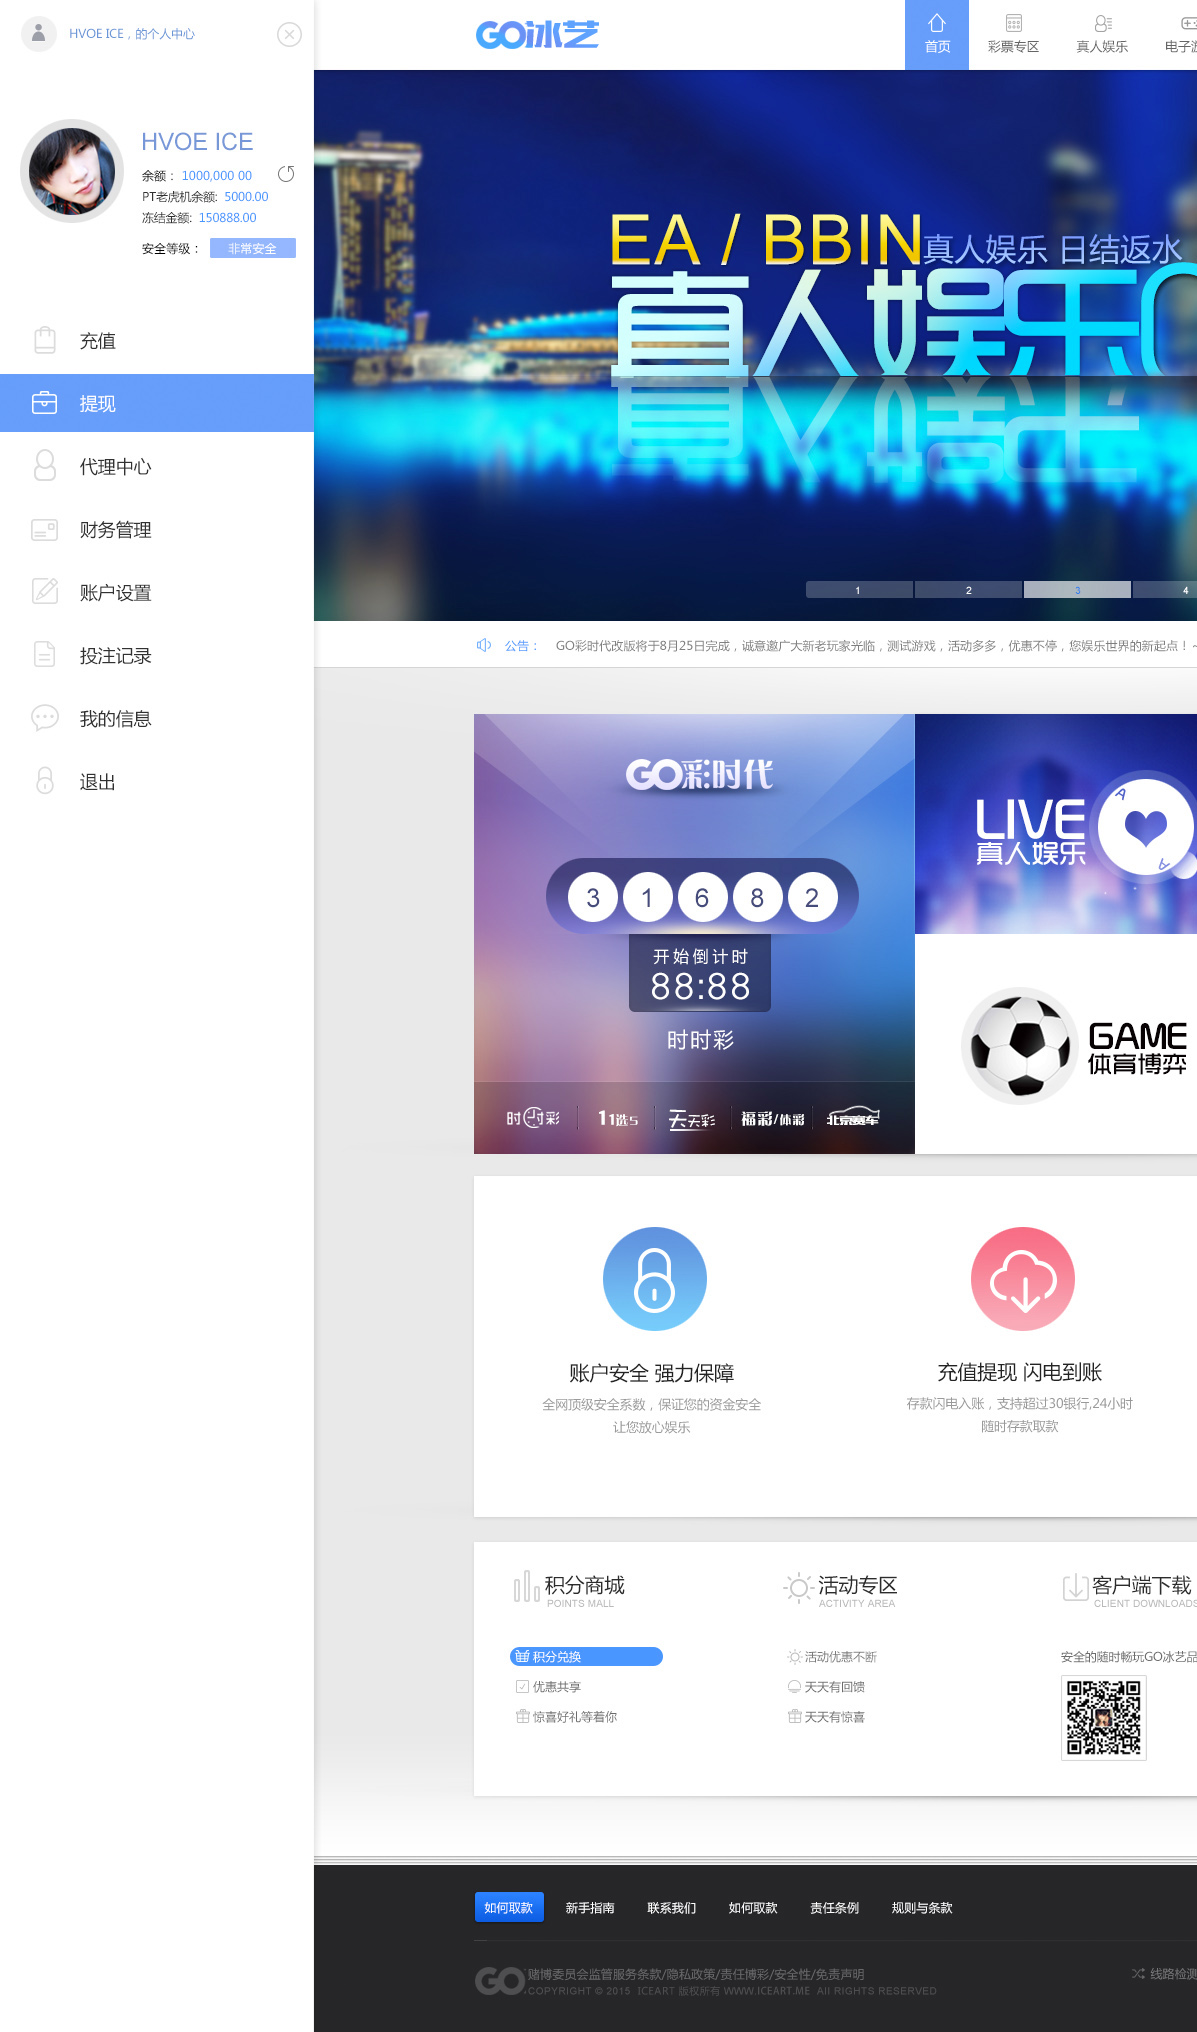 HVOE ICE，的个人中心
HVOE ICE
余额： 1000,000 00
PT老虎机余额: 5000.00
冻结金额: 150888.00
安全等级： 非常安全
充值
提现
代理中心
财务管理
账户设置
投注记录
我的信息
退出
GO冰艺
首页 彩票专区 真人娱乐
EA / BBIN真人娱乐 日结返水
真人娱乐
1 2 3 4
公告： GO彩时代改版将于8月25日完成，诚意邀广大新老玩家光临，测试游戏，活动多多，优惠不停，您娱乐世界的新起点！~
GO彩时代
3 1 6 8 2
开始倒计时
88:88
时时彩
时时彩 11选5 天天彩 福彩/体彩 北京赛车
LIVE
真人娱乐
A
A
GAME
体育博弈
账户安全 强力保障
全网顶级安全系数，保证您的资金安全
让您放心娱乐
充值提现 闪电到账
存款闪电入账，支持超过30银行,24小时
随时存款取款
积分商城
POINTS MALL
积分兑换
优惠共享
惊喜好礼等着你
活动专区
ACTIVITY AREA
活动优惠不断
天天有回馈
天天有惊喜
客户端下载
CLIENT DOWNLOADS
安全的随时畅玩GO冰艺品
如何取款 新手指南 联系我们 如何取款 责任条例 规则与条款
GO 赌博委员会监管服务条款/隐私政策/责任博彩/安全性/免责声明
COPYRIGHT © 2015 ICEART 版权所有 WWW.ICEART.ME All RIGHTS RESERVED
线路检测